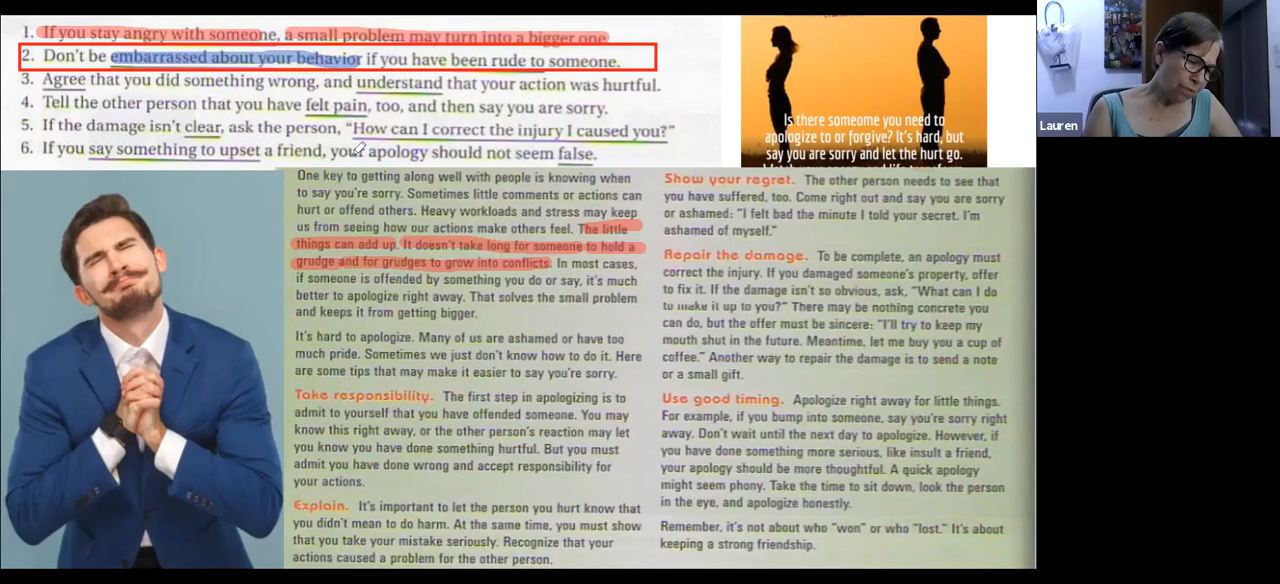 1. If you stay angry with someone, a small problem may turn into a bigger one
2. Don't be embarrassed about your behavior if you have been rude to someone.
3. Agree that you did something wrong, and understand that your action was hurtful.
4. Tell the other person that you have felt pain, too, and then say you are sorry.
5. If the damage isn't clear, ask the person, "How can I correct the injury I caused you?"
6. If you say something to upset a friend, your apology should not seem false.
Is there someome you need to
apologize to or forgive? It's hard, but
say you are sorry and let the hurt go.
Lauren
One key to getting along well with people is knowing when
to say you're sorry. Sometimes little comments or actions can
hurt or offend others. Heavy workloads and stress may keep
us from seeing how our actions make others feel. The little
things can add up. It doesn't take long for someone to hold a
grudge and for grudges to grow into conflicts. In most cases,
if someone is offended by something you do or say, it's much
better to apologize right away. That solves the small problem
and keeps it from getting bigger.
It's hard to apologize. Many of us are ashamed or have too
much pride. Sometimes we just don't know how to do it. Here
are some tips that may make it easier to say you're sorry.
Take responsibility. The first step in apologizing is to
admit to yourself that you have offended someone. You may
know this right away, or the other person's reaction may let
you know you have done something hurtful. But you must
admit you have done wrong and accept responsibility for
your actions.
Explain. It's important to let the person you hurt know that
you didn't mean to do harm. At the same time, you must show
that you take your mistake seriously. Recognize that your
actions caused a problem for the other person.
Show your regret. The other person needs to see that
you have suffered, too. Come right out and say you are sorry
or ashamed: "I felt bad the minute I told your secret. I'm
ashamed of myself."
Repair the damage. To be complete, an apology must
correct the injury. If you damaged someone's property, offer
to fix it. If the damage isn't so obvious, ask, "What can I do
to make it up to you?" There may be nothing concrete you
can do, but the offer must be sincere: "I'll try to keep my
mouth shut in the future. Meantime, let me buy you a cup of
coffee." Another way to repair the damage is to send a note
or a small gift.
Use good timing. Apologize right away for little things.
For example, if you bump into someone, say you're sorry right
away. Don't wait until the next day to apologize. However, if
you have done something more serious, like insult a friend,
your apology should be more thoughtful. A quick apology
might seem phony. Take the time to sit down, look the person
in the eye, and apologize honestly.
Remember, it's not about who "won" or who "lost." It's about
keeping a strong friendship.